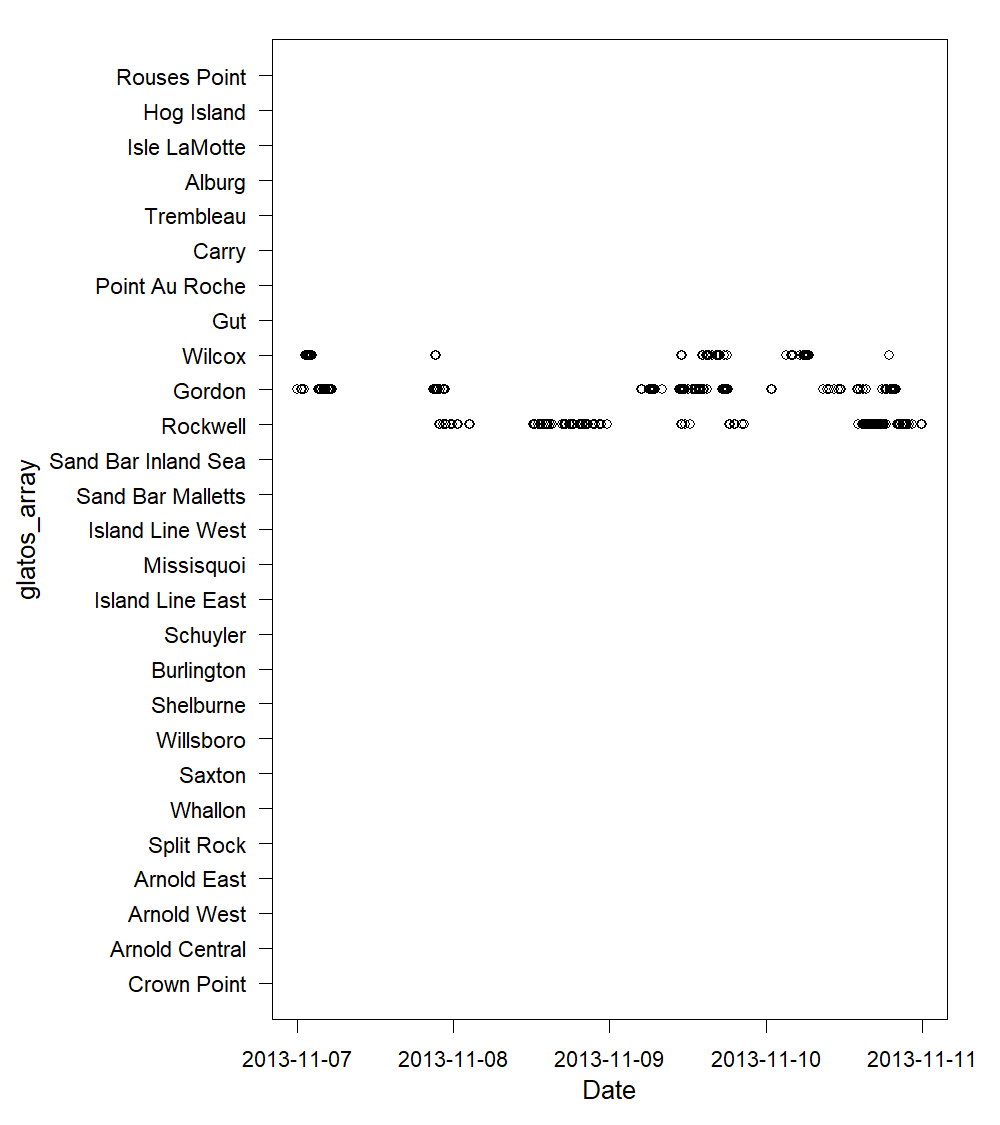 Rouses Point
Hog Island
Isle LaMotte
Alburg
Trembleau
Carry
Point Au Roche
Gut
Wilcox
Gordon
Rockwell
Sand Bar Inland Sea
Sand Bar Malletts
Island Line West
Missisquoi
Island Line East
Schuyler
Burlington
Shelburne
Willsboro
Saxton
Whallon
Split Rock
Arnold East
Arnold West
Arnold Central
Crown Point
glatos_array
2013-11-07 2013-11-08 2013-11-09 2013-11-10 2013-11-11
Date